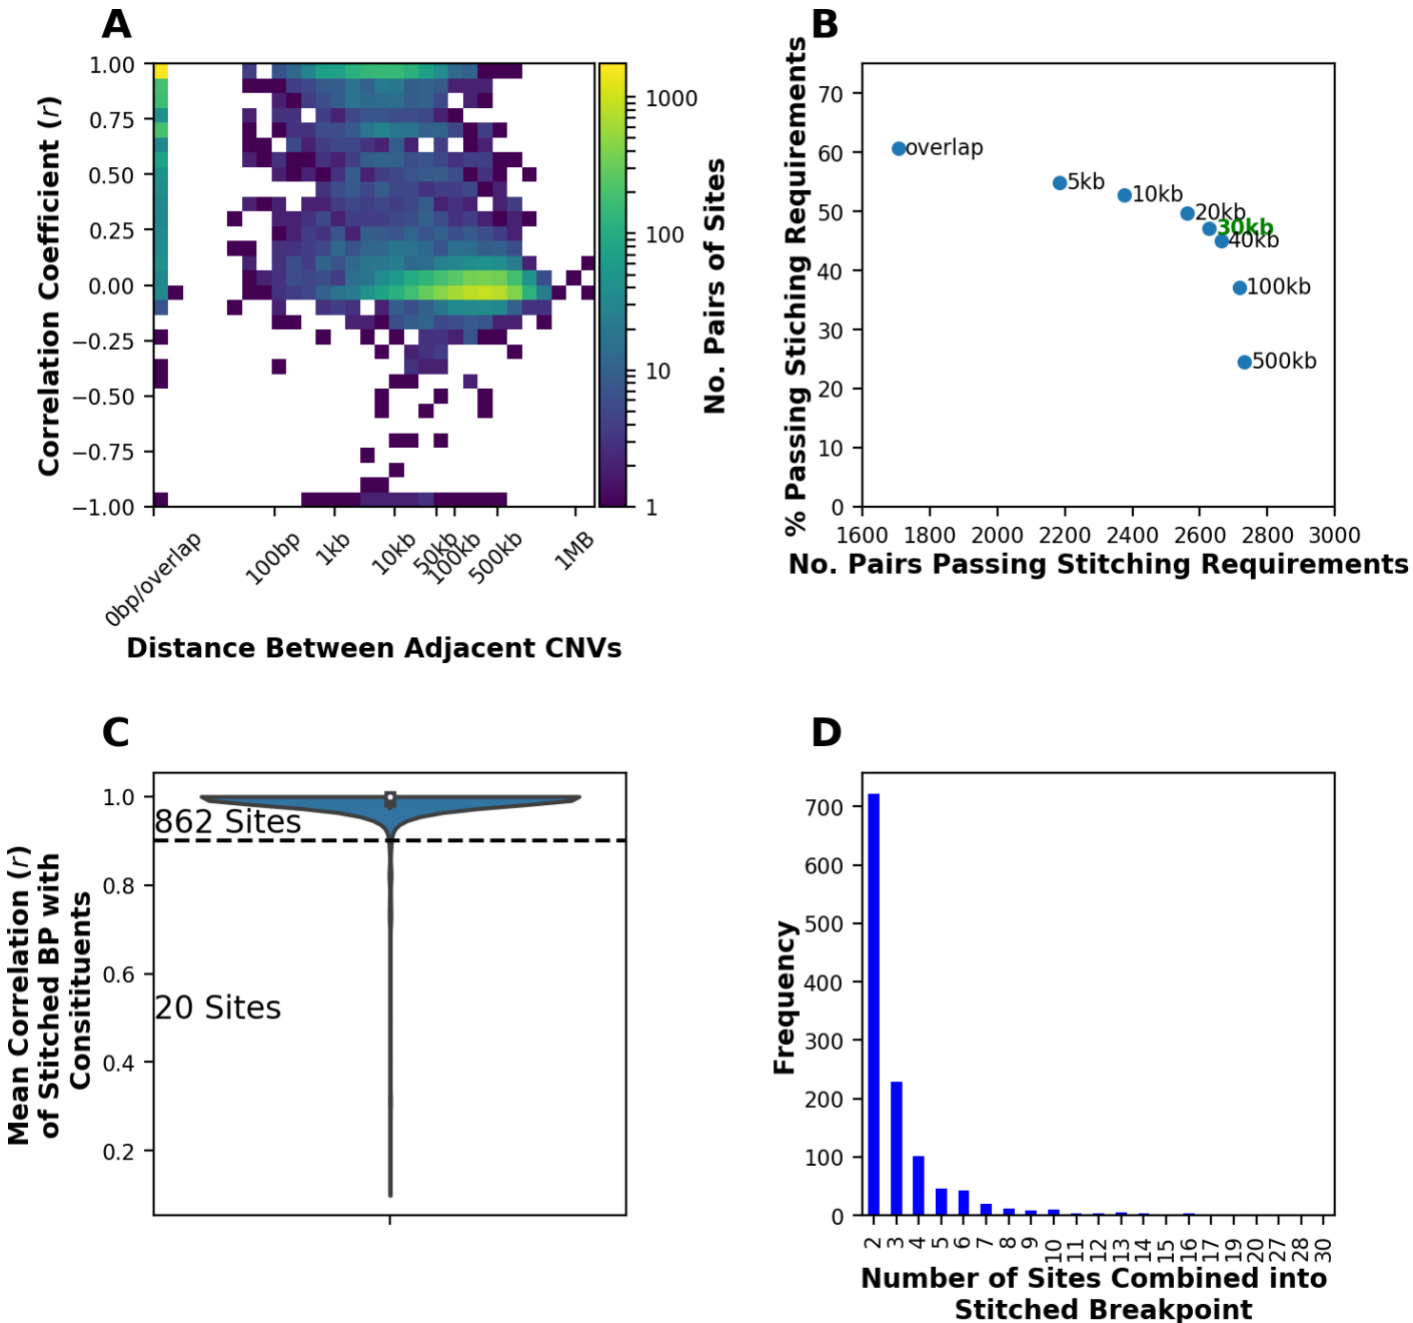 A
1.00
0.75
0.50
0.25
0.00
−0.25
−0.50
−0.75
−1.00
Correlation Coefficient (r)
0bp/overlap
100bp
1kb
10kb
50kb
100kb
500kb
1MB
Distance Between Adjacent CNVs
1000
100
10
1
No. Pairs of Sites
B
70
60
50
40
30
20
10
0
% Passing Stiching Requirements
overlap
5kb
10kb
20kb
30kb
40kb
100kb
500kb
1600 1800 2000 2200 2400 2600 2800 3000
No. Pairs Passing Stitching Requirements
C
1.0
0.8
0.6
0.4
0.2
Mean Correlation (r)
of Stitched BP with
Consitituents
862 Sites
20 Sites
D
700
600
500
400
300
200
100
0
Frequency
2 3 4 5 6 7 8 9 10 11 12 13 14 15 16 17 19 20 27 28 30
Number of Sites Combined into
Stitched Breakpoint